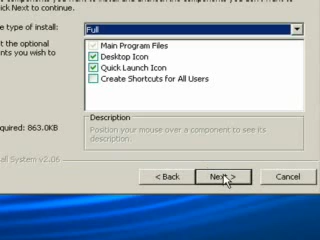 ick Next to continue.
e type of install:
Full
t the optional
nts you wish to
Main Program Files
Desktop Icon
Quick Launch Icon
Create Shortcuts for All Users
Description
Position your mouse over a component to see its
description.
quired: 863.0KB
all System v2.06
< Back
Next >
Cancel